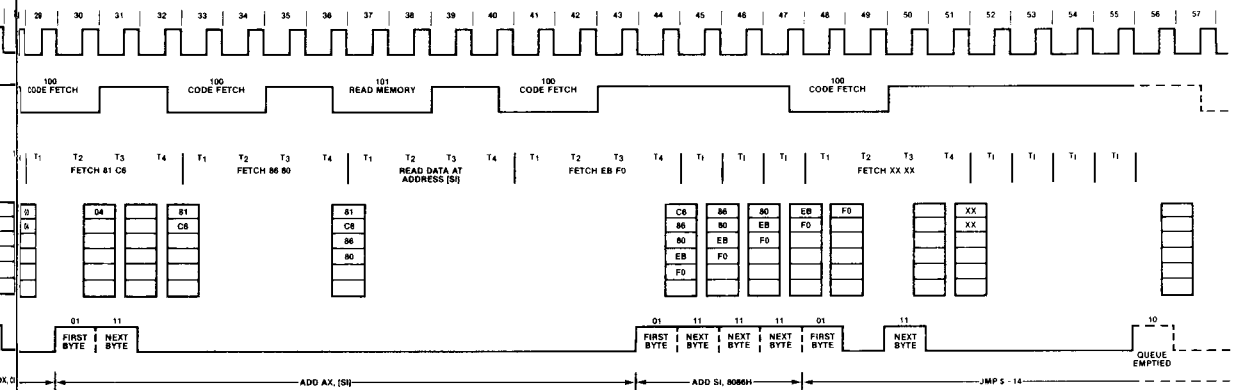 29 30 31 32 33 34 35 36 37 38 39 40 41 42 43 44 45 46 47 48 49 50 51 52 53 54 55 56 57
100 100 101 100 100
CODE FETCH CODE FETCH READ MEMORY CODE FETCH CODE FETCH
T1 T2 T3 T4 T1 T2 T3 T4 T1 T2 T3 T4 T1 T2 T3 T4 TI TI TI T1 T2 T3 T4 TI TI TI TI
FETCH 81 C6 FETCH 86 80 READ DATA AT FETCH EB F0 FETCH XX XX
ADDRESS [SI]
03 04 81 81 C6 86 80 EB F0 XX
04 C6 C6 86 80 EB F0 XX
86 80 EB F0
80 EB F0
F0
01 11 01 11 11 11 01 11 10
FIRST NEXT FIRST NEXT NEXT NEXT FIRST NEXT
BYTE BYTE BYTE BYTE BYTE BYTE BYTE BYTE
QUEUE
EMPTIED
ADD AX, [SI] ADD SI, 8086H JMP $ - 14